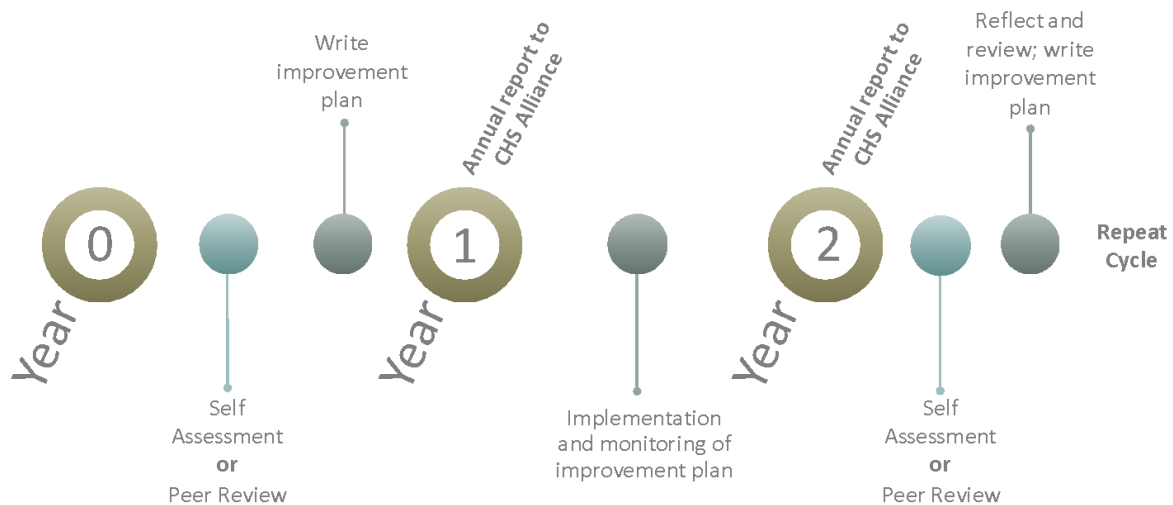 Write
improvement
plan
Annual report to
CHS Alliance
Annual report to
CHS Alliance
Reflect and
review; write
improvement
plan
0
1
2
Repeat
Cycle
Year
Year
Year
Self
Assessment
or
Peer Review
Implementation
and monitoring of
improvement plan
Self
Assessment
or
Peer Review